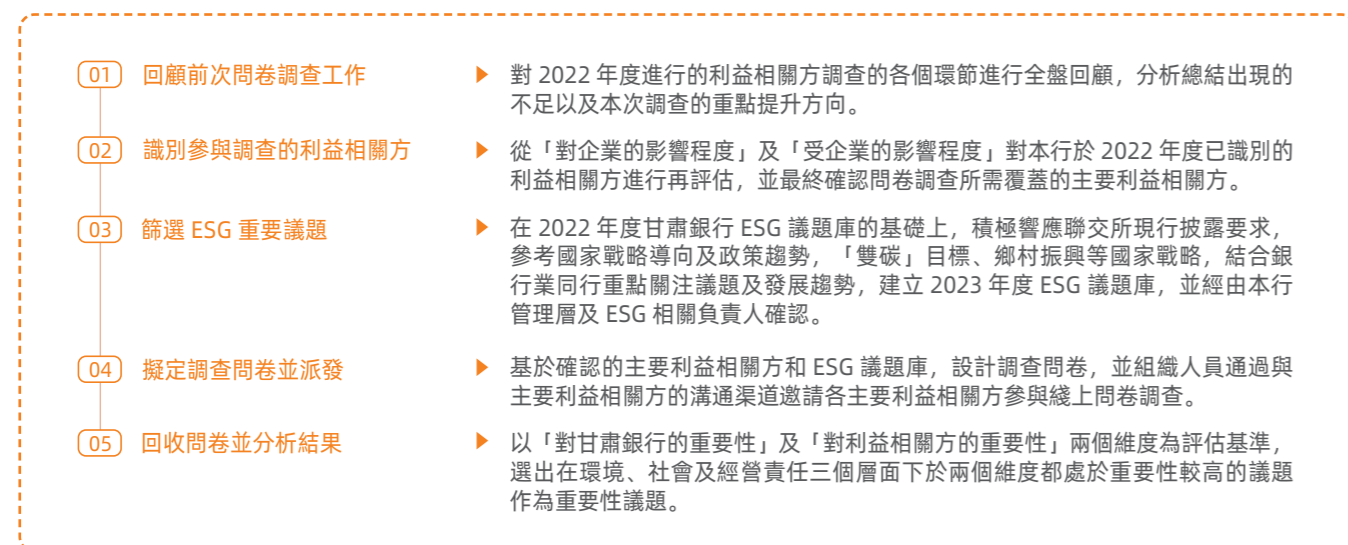 01 回顧前次問卷調查工作
對 2022 年度進行的利益相關方調查的各個環節進行全盤回顧，分析總結出現的
不足以及本次調查的重點提升方向。
02 識別參與調查的利益相關方
從「對企業的影響程度」及「受企業的影響程度」對本行於 2022 年度已識別的
利益相關方進行再評估，並最終確認問卷調查所需覆蓋的主要利益相關方。
03 篩選 ESG 重要議題
在 2022 年度甘肅銀行 ESG 議題庫的基礎上，積極響應聯交所現行披露要求，
參考國家戰略導向及政策趨勢，「雙碳」目標、鄉村振興等國家戰略，結合銀
行業同行重點關注議題及發展趨勢，建立 2023 年度 ESG 議題庫，並經由本行
管理層及 ESG 相關負責人確認。
04 擬定調查問卷並派發
基於確認的主要利益相關方和 ESG 議題庫，設計調查問卷，並組織人員通過與
主要利益相關方的溝通渠道邀請各主要利益相關方參與綫上問卷調查。
05 回收問卷並分析結果
以「對甘肅銀行的重要性」及「對利益相關方的重要性」兩個維度為評估基準，
選出在環境、社會及經營責任三個層面下於兩個維度都處於重要性較高的議題
作為重要性議題。